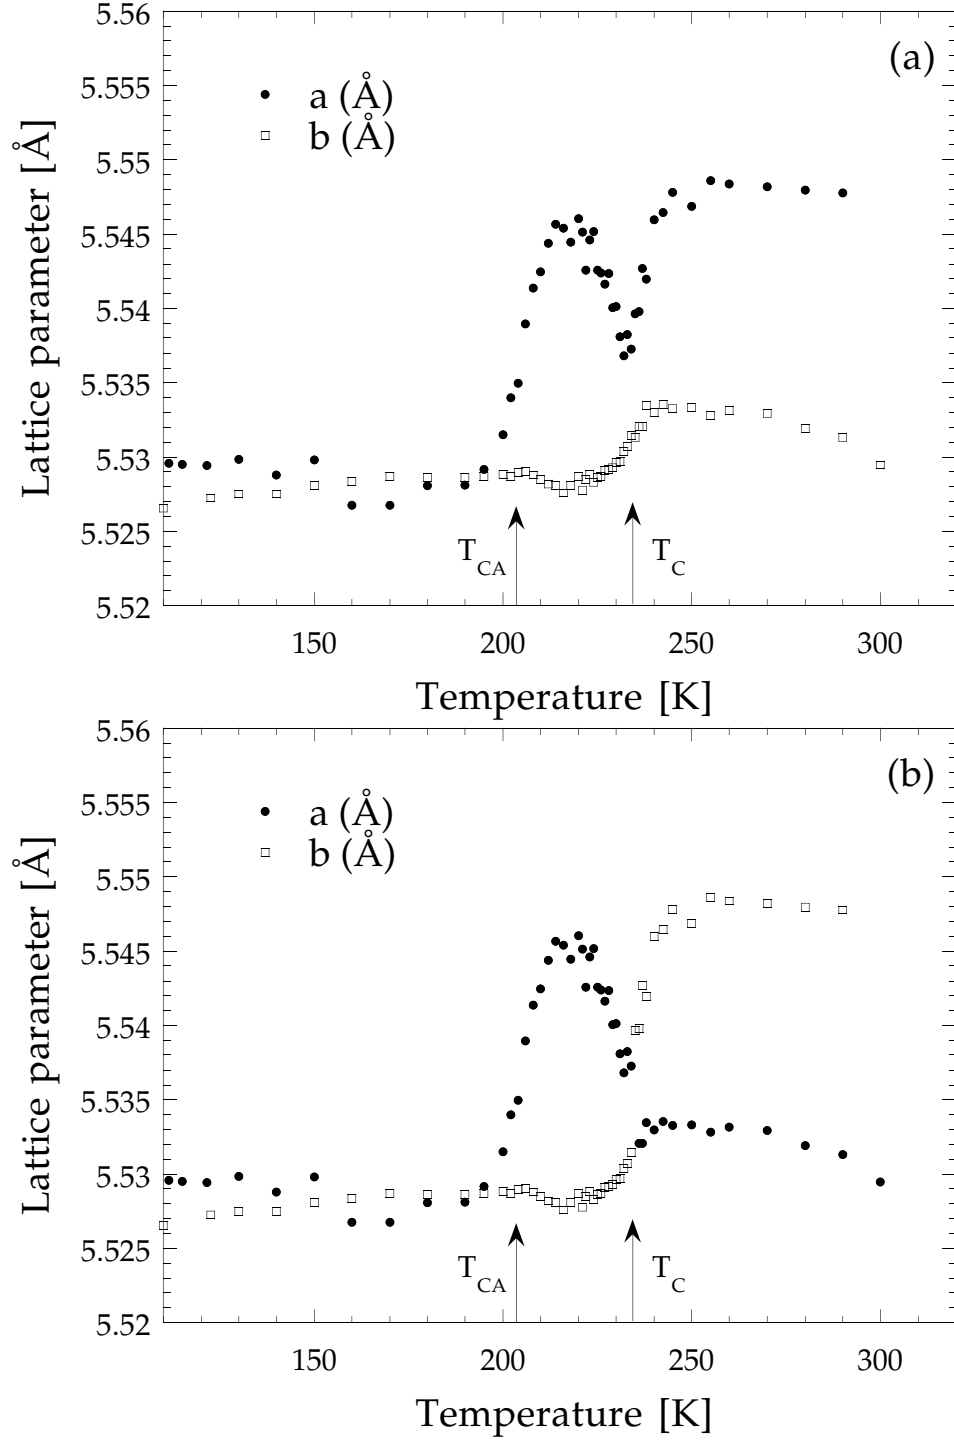 5.56
(a)
5.555
a (Å)
b (Å)
5.55
5.545
5.54
5.535
5.53
5.525
5.52
Lattice parameter [Å]
T_CA
T_C
150
200
250
300
Temperature [K]
5.56
(b)
5.555
a (Å)
b (Å)
5.55
5.545
5.54
5.535
5.53
5.525
5.52
Lattice parameter [Å]
T_CA
T_C
150
200
250
300
Temperature [K]